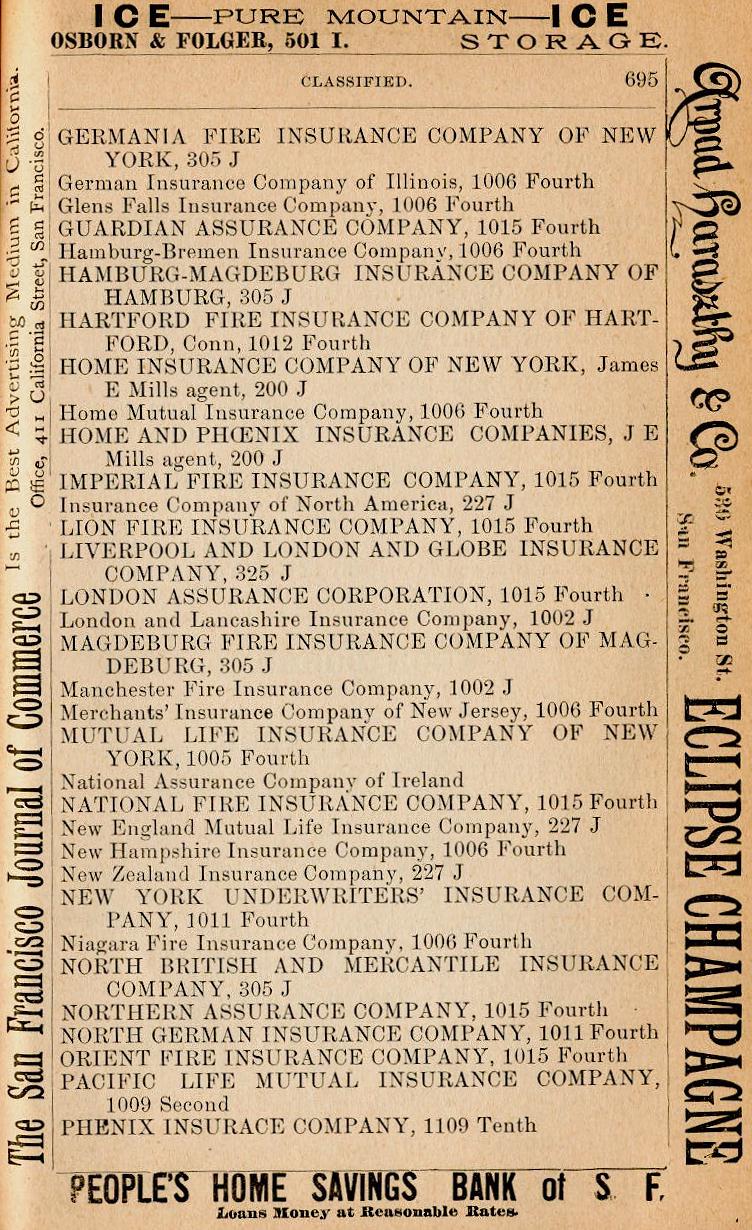 ICE—PURE MOUNTAIN—ICE
OSBORN & FOLGER, 501 I. STORAGE.
CLASSIFIED. 695
GERMANIA FIRE INSURANCE COMPANY OF NEW
YORK, 305 J
German Insurance Company of Illinois, 1006 Fourth
Glens Falls Insurance Company, 1006 Fourth
GUARDIAN ASSURANCE COMPANY, 1015 Fourth
Hamburg-Bremen Insurance Company, 1006 Fourth
HAMBURG-MAGDEBURG INSURANCE COMPANY OF
HAMBURG, 305 J
HARTFORD FIRE INSURANCE COMPANY OF HART-
FORD, Conn, 1012 Fourth
HOME INSURANCE COMPANY OF NEW YORK, James
E Mills agent, 200 J
Home Mutual Insurance Company, 1006 Fourth
HOME AND PHŒNIX INSURANCE COMPANIES, J E
Mills agent, 200 J
IMPERIAL FIRE INSURANCE COMPANY, 1015 Fourth
Insurance Company of North America, 227 J
LION FIRE INSURANCE COMPANY, 1015 Fourth
LIVERPOOL AND LONDON AND GLOBE INSURANCE
COMPANY, 325 J
LONDON ASSURANCE CORPORATION, 1015 Fourth
London and Lancashire Insurance Company, 1002 J
MAGDEBURG FIRE INSURANCE COMPANY OF MAG-
DEBURG, 305 J
Manchester Fire Insurance Company, 1002 J
Merchants' Insurance Company of New Jersey, 1006 Fourth
MUTUAL LIFE INSURANCE COMPANY OF NEW
YORK, 1005 Fourth
National Assurance Company of Ireland
NATIONAL FIRE INSURANCE COMPANY, 1015 Fourth
New England Mutual Life Insurance Company, 227 J
New Hampshire Insurance Company, 1006 Fourth
New Zealand Insurance Company, 227 J
NEW YORK UNDERWRITERS' INSURANCE COM-
PANY, 1011 Fourth
Niagara Fire Insurance Company, 1006 Fourth
NORTH BRITISH AND MERCANTILE INSURANCE
COMPANY, 305 J
NORTHERN ASSURANCE COMPANY, 1015 Fourth
NORTH GERMAN INSURANCE COMPANY, 1011 Fourth
ORIENT FIRE INSURANCE COMPANY, 1015 Fourth
PACIFIC LIFE MUTUAL INSURANCE COMPANY,
1009 Second
PHENIX INSURACE COMPANY, 1109 Tenth
The San Francisco Journal of Commerce Is the Best Advertising Medium in California.
Office, 411 California Street, San Francisco.
Arpad Haraszthy & Co. 536 Washington St. ECLIPSE CHAMPAGNE
San Francisco.
PEOPLE'S HOME SAVINGS BANK of S. F.
Loans Money at Reasonable Rates.